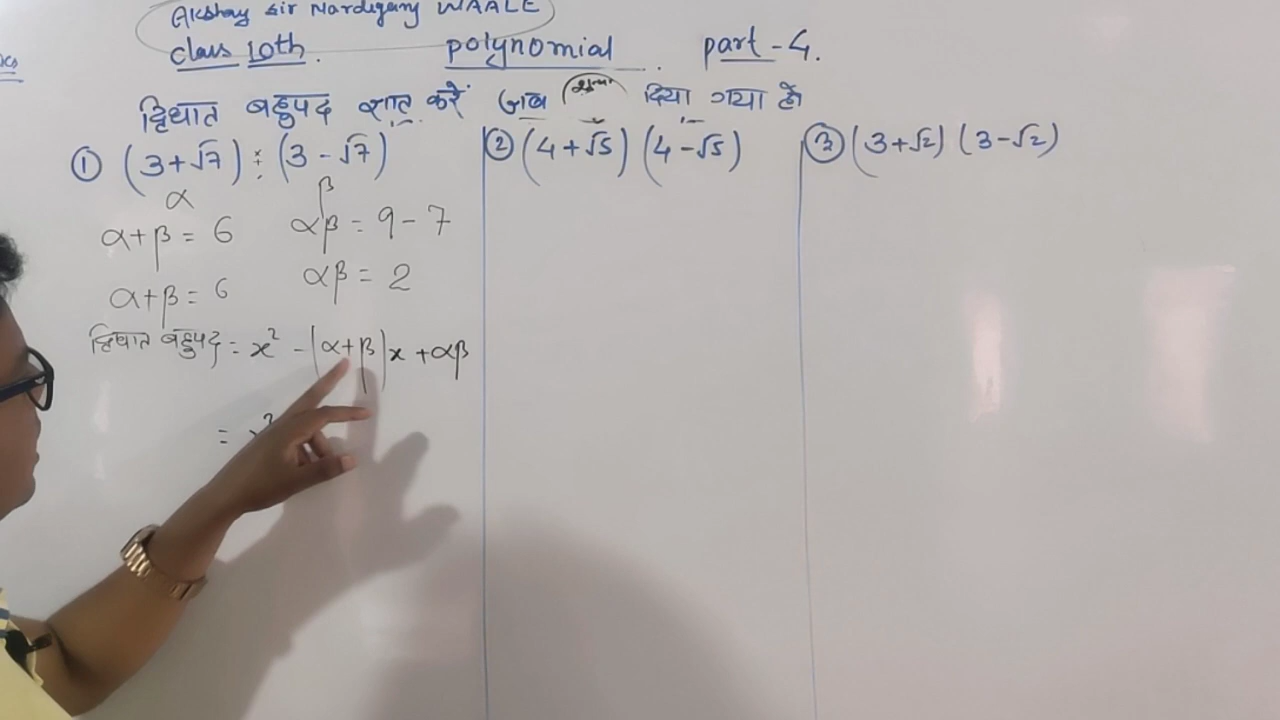 Akshay sir Nardiganj WAALE
Class 10th. polynomial. part-4.
द्विघात बहुपद ज्ञात करें जब शून्यक दिया गया हो
① (3+√7) ; (3-√7)
α β
α+β = 6 αβ = 9-7
α+β = 6 αβ = 2
द्विघात बहुपद = x² - (α+β)x + αβ
= x²
② (4+√5) (4-√5)
③ (3+√2) (3-√2)